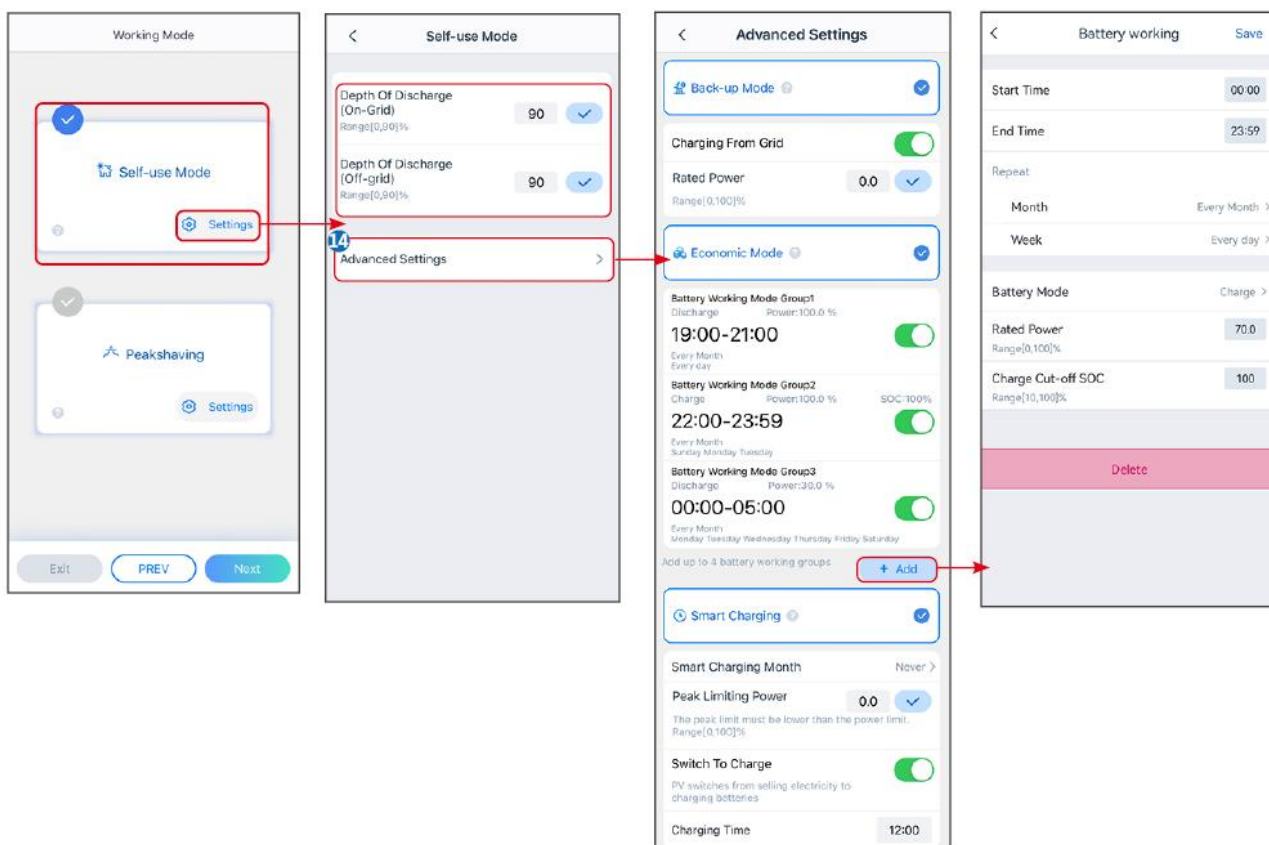 Working Mode
Self-use Mode
Settings
Peakshaving
Settings
Exit
PREV
Next
Self-use Mode
Depth Of Discharge
(On-Grid)
90
Range[0,90]%
Depth Of Discharge
(Off-grid)
90
Range[0,90]%
14
Advanced Settings
Advanced Settings
Back-up Mode
Charging From Grid
Rated Power
0.0
Range[0,100]%
Economic Mode
Battery Working Mode Group1
Discharge Power:100.0 %
19:00-21:00
Every Month
Every day
Battery Working Mode Group2
Charge Power:100.0 % SOC:100%
22:00-23:59
Every Month
Sunday Monday Tuesday
Battery Working Mode Group3
Discharge Power:30.0 %
00:00-05:00
Every Month
Monday Tuesday Wednesday Thursday Friday Saturday
Add up to 4 battery working groups
+ Add
Smart Charging
Smart Charging Month Never >
Peak Limiting Power
0.0
The peak limit must be lower than the power limit.
Range[0,100]%
Switch To Charge
PV switches from selling electricity to
charging batteries
Charging Time 12:00
Battery working Save
Start Time 00:00
End Time 23:59
Repeat
Month Every Month >
Week Every day >
Battery Mode Charge >
Rated Power 70.0
Range[0,100]%
Charge Cut-off SOC 100
Range[10,100]%
Delete